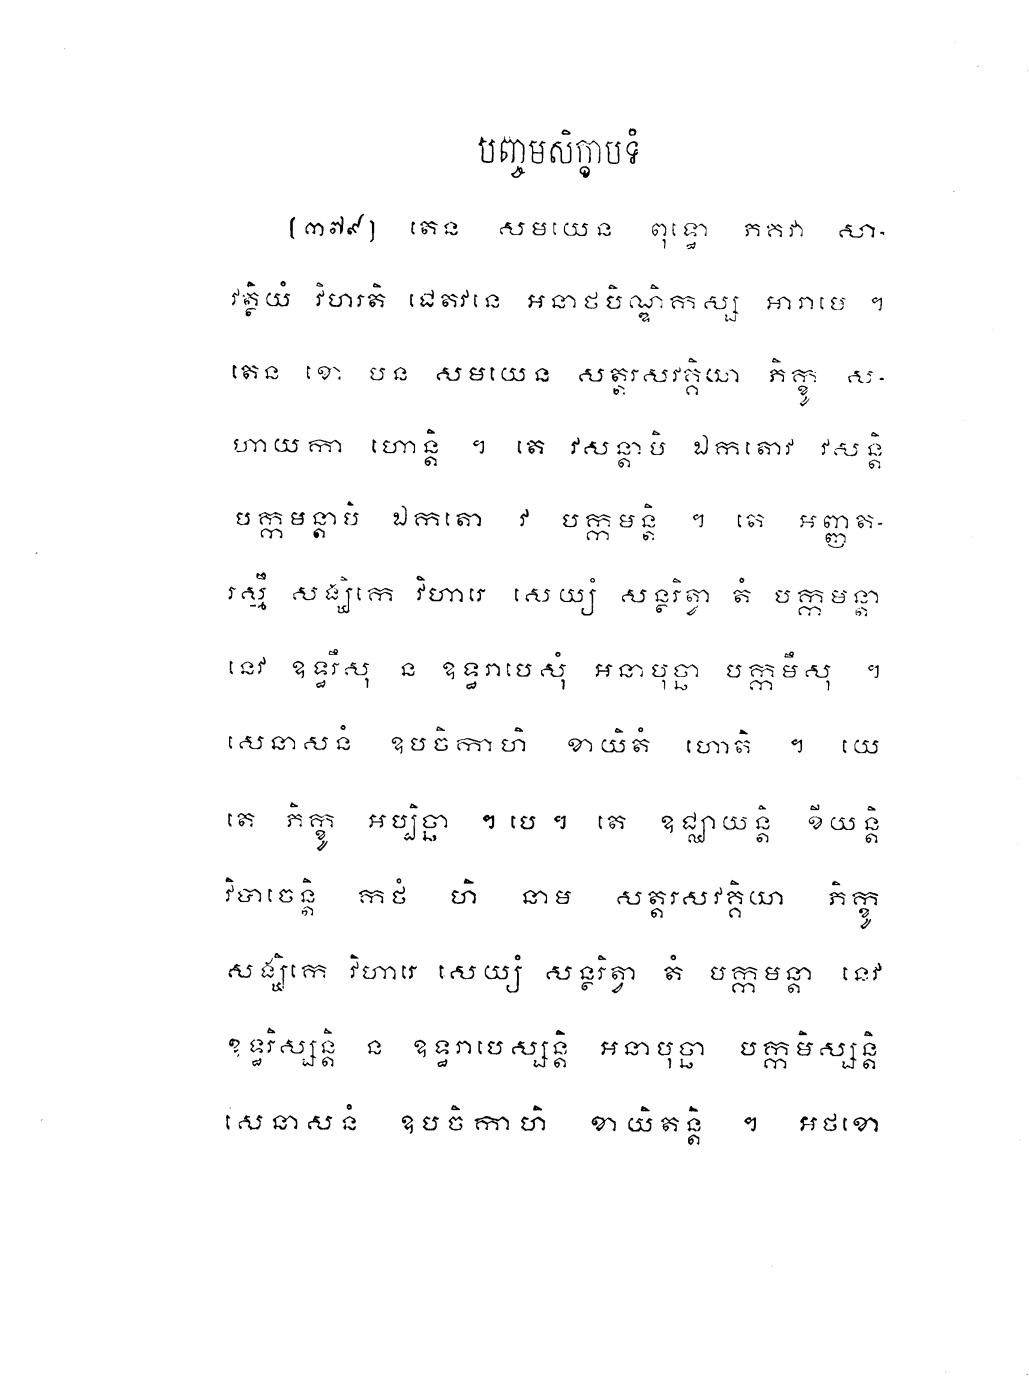 បញ្ចមសិក្ខាបទំ
(៣៧៩) តេន សមយេន ពុទ្ធោ ភគវា សា-
វត្ថិយំ វិហរតិ ជេតវនេ អនាថបិណ្ឌិកស្ស អារាមេ ។
តេន ខោ បន សមយេន សត្តរសវគ្គិយា ភិក្ខូ ស-
ហាយកា ហោន្តិ ។ តេ វសន្តាបិ ឯកតោវ វសន្តិ
បក្កមន្តាបិ ឯកតោ វ បក្កមន្តិ ។ តេ អញ្ញត-
រស្មឹ សង្ឃិកេ វិហារេ សេយ្យំ សន្ថរិត្វា តំ បក្កមន្តា
នេវ ឧទ្ធរឹសុ ន ឧទ្ធរាបេសុំ អនាបុច្ឆា បក្កមឹសុ ។
សេនាសនំ ឧបចិកាហិ ខាយិតំ ហោតិ ។ យេ
តេ ភិក្ខូ អប្បិច្ឆា ។ បេ ។ តេ ឧជ្ឈាយន្តិ ខីយន្តិ
វិបាចេន្តិ កថំ ហិ នាម សត្តរសវគ្គិយា ភិក្ខូ
សង្ឃិកេ វិហារេ សេយ្យំ សន្ថរិត្វា តំ បក្កមន្តា នេវ
ឧទ្ធរិស្សន្តិ ន ឧទ្ធរាបេស្សន្តិ អនាបុច្ឆា បក្កមិស្សន្តិ
សេនាសនំ ឧបចិកាហិ ខាយិតន្តិ ។ អថខោ